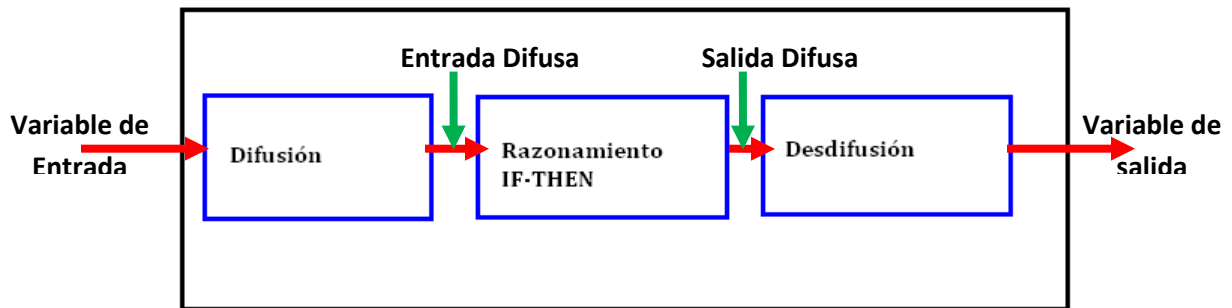 Entrada Difusa
Salida Difusa
Variable de
Entrada
Difusión
Razonamiento
IF-THEN
Desdifusión
Variable de
salida